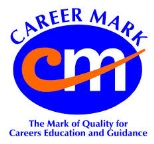 CAREER MARK
cm
The Mark of Quality for
Careers Education and Guidance